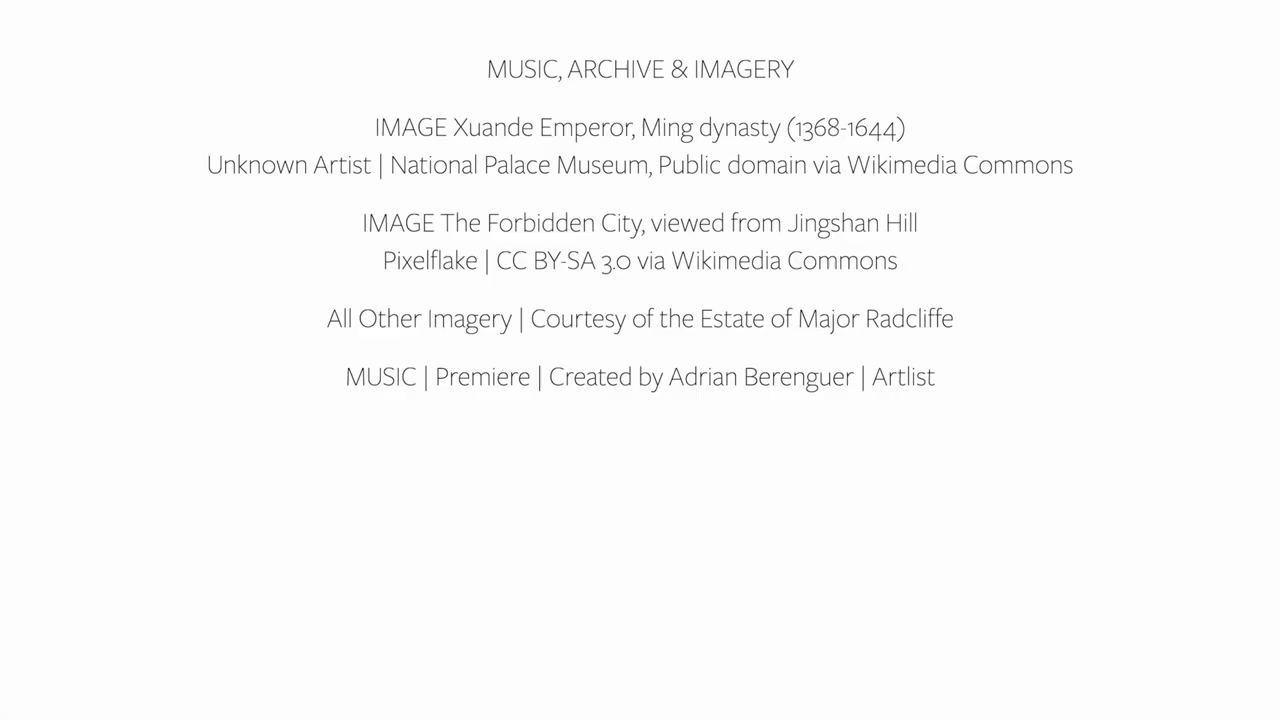 MUSIC, ARCHIVE & IMAGERY
IMAGE Xuande Emperor, Ming dynasty (1368-1644)
Unknown Artist | National Palace Museum, Public domain via Wikimedia Commons
IMAGE The Forbidden City, viewed from Jingshan Hill
Pixelflake | CC BY-SA 3.0 via Wikimedia Commons
All Other Imagery | Courtesy of the Estate of Major Radcliffe
MUSIC | Premiere | Created by Adrian Berenguer | Artlist